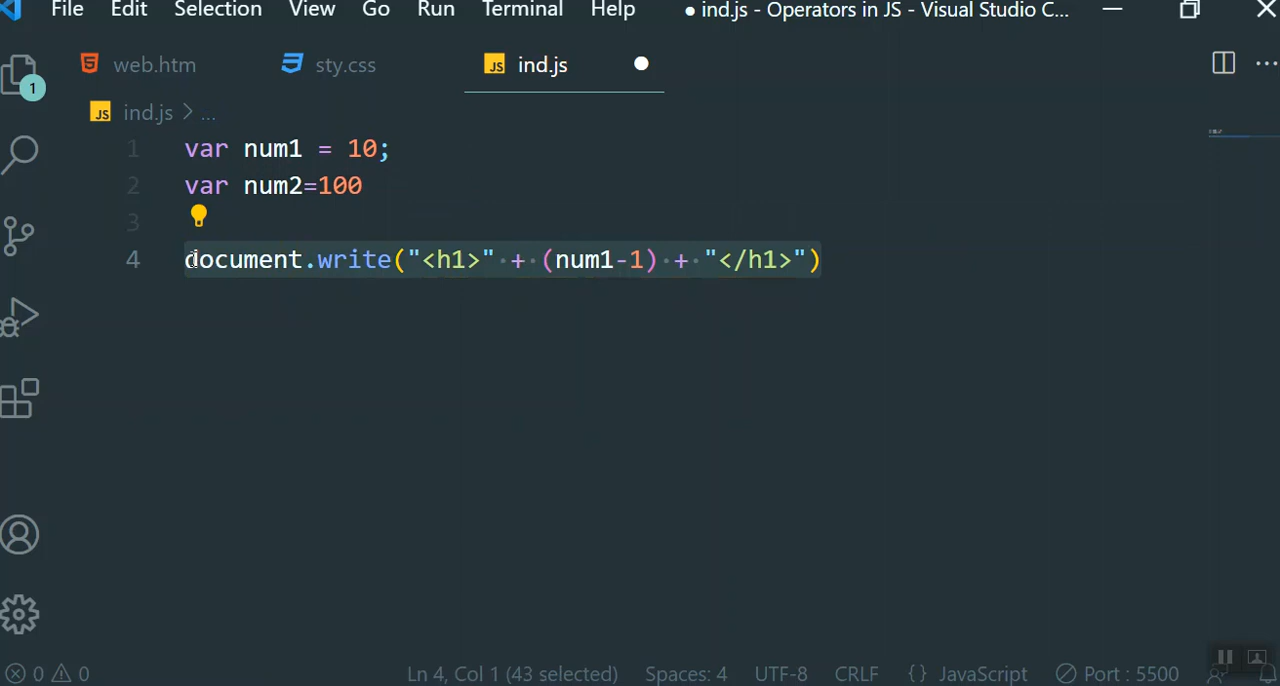 File Edit Selection View Go Run Terminal Help ● ind.js - Operators in JS - Visual Studio C...
web.htm sty.css JS ind.js
1
JS ind.js > ...
1 var num1 = 10;
2 var num2=100
3
4 document.write("<h1>" + (num1-1) + "</h1>")
0 0 Ln 4, Col 1 (43 selected) Spaces: 4 UTF-8 CRLF {} JavaScript Port : 5500